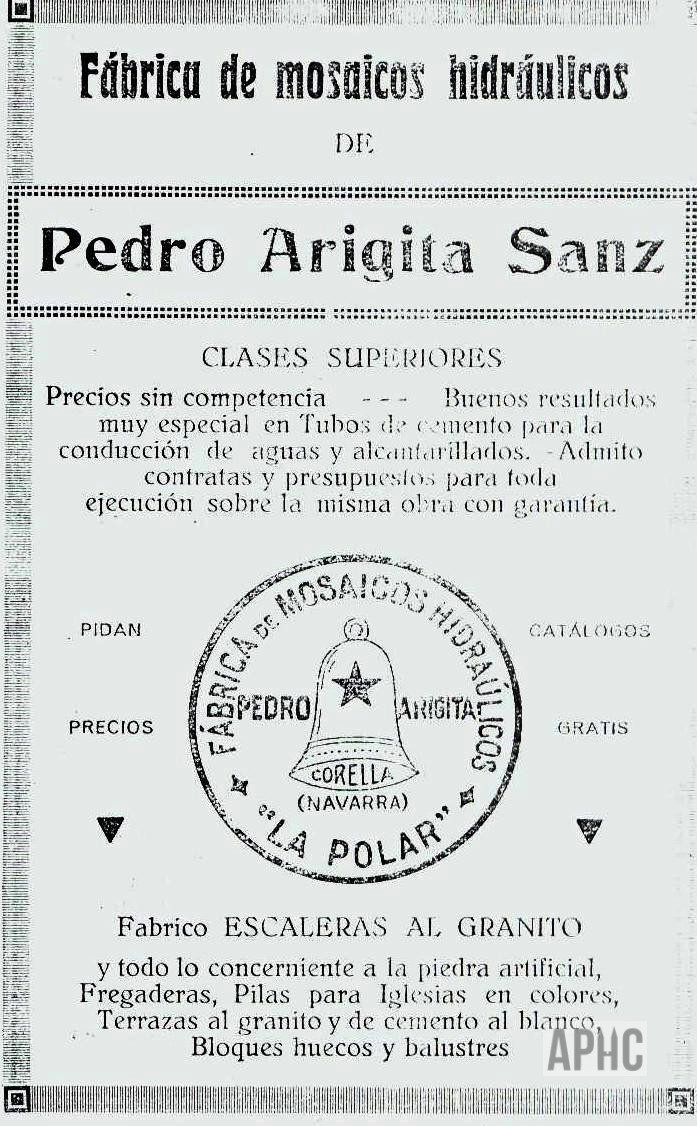 Fábrica de mosaicos hidráulicos
DE
Pedro Arigita Sanz
CLASES SUPERIORES
Precios sin competencia - - - Buenos resultados
muy especial en Tubos de cemento para la
conducción de aguas y alcantarillados. - Admito
contratas y presupuestos para toda
ejecución sobre la misma obra con garantía.
PIDAN
PRECIOS
FÁBRICA DE MOSAICOS HIDRAÚLICOS
PEDRO ARIGITA
CORELLA
(NAVARRA)
"LA POLAR"
CATÁLOGOS
GRATIS
Fabrico ESCALERAS AL GRANITO
y todo lo concerniente a la piedra artificial,
Fregaderas, Pilas para Iglesias en colores,
Terrazas al granito y de cemento al blanco,
Bloques huecos y balustres
APHC